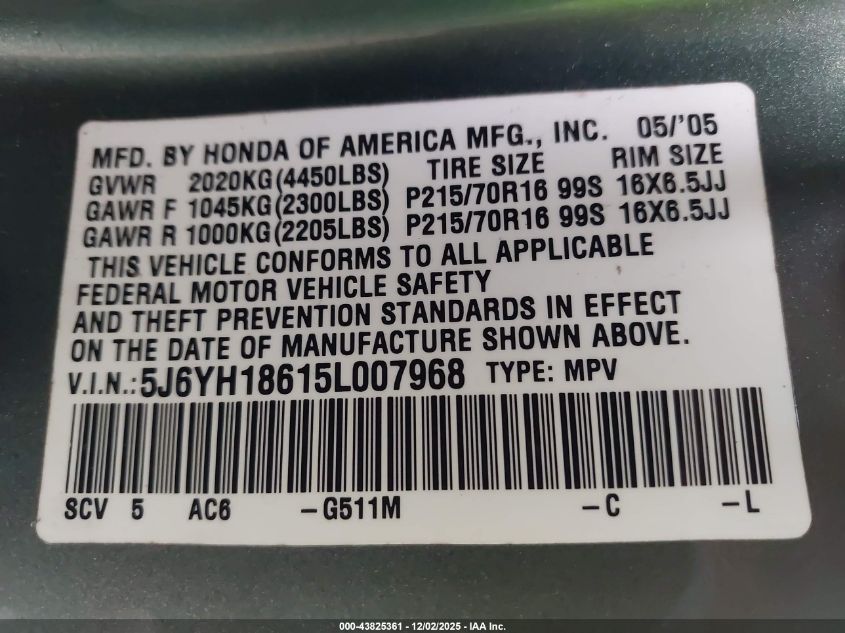 MFD. BY HONDA OF AMERICA MFG., INC. 05/'05
GVWR 2020KG(4450LBS) TIRE SIZE RIM SIZE
GAWR F 1045KG(2300LBS) P215/70R16 99S 16X6.5JJ
GAWR R 1000KG(2205LBS) P215/70R16 99S 16X6.5JJ
THIS VEHICLE CONFORMS TO ALL APPLICABLE
FEDERAL MOTOR VEHICLE SAFETY
AND THEFT PREVENTION STANDARDS IN EFFECT
ON THE DATE OF MANUFACTURE SHOWN ABOVE.
V.I.N.: 5J6YH18615L007968 TYPE: MPV
SCV 5 AC6 -G511M -C -L
000-43825361 - 12/02/2025 - IAA Inc.